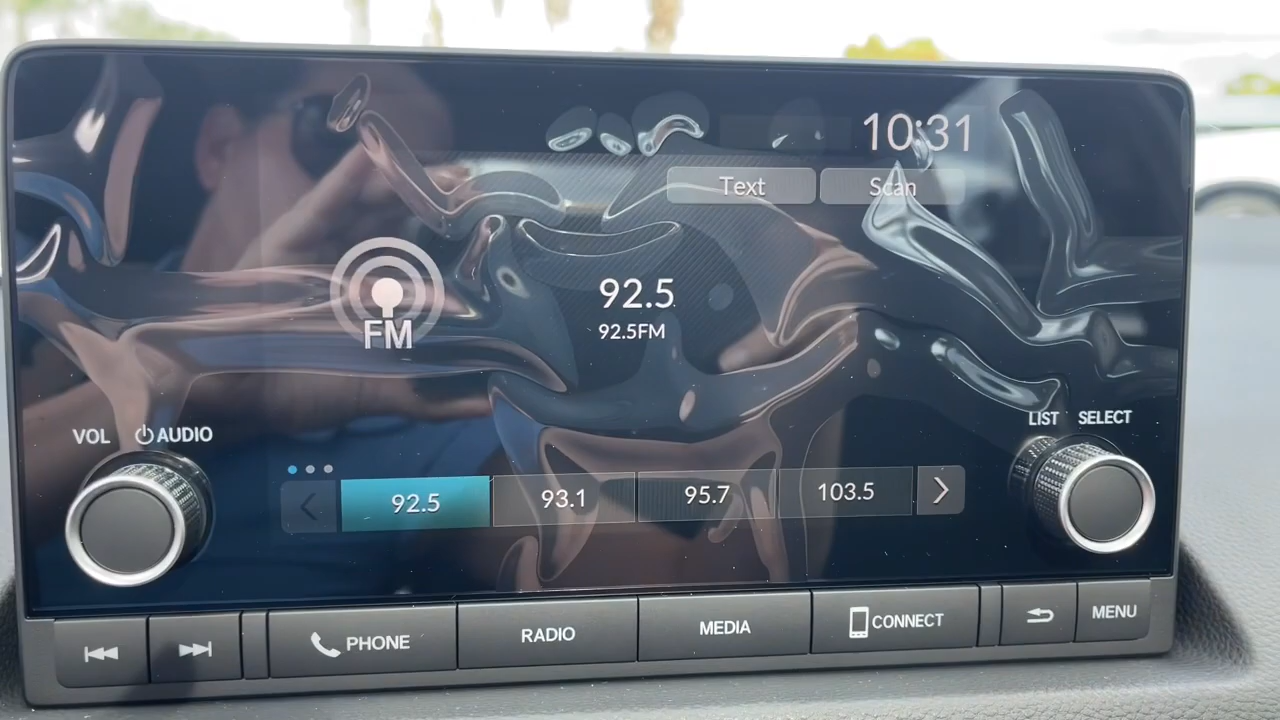 10:31
Text Scan
92.5
FM
92.5FM
VOL AUDIO
LIST SELECT
92.5 93.1 95.7 103.5
PHONE RADIO MEDIA CONNECT MENU